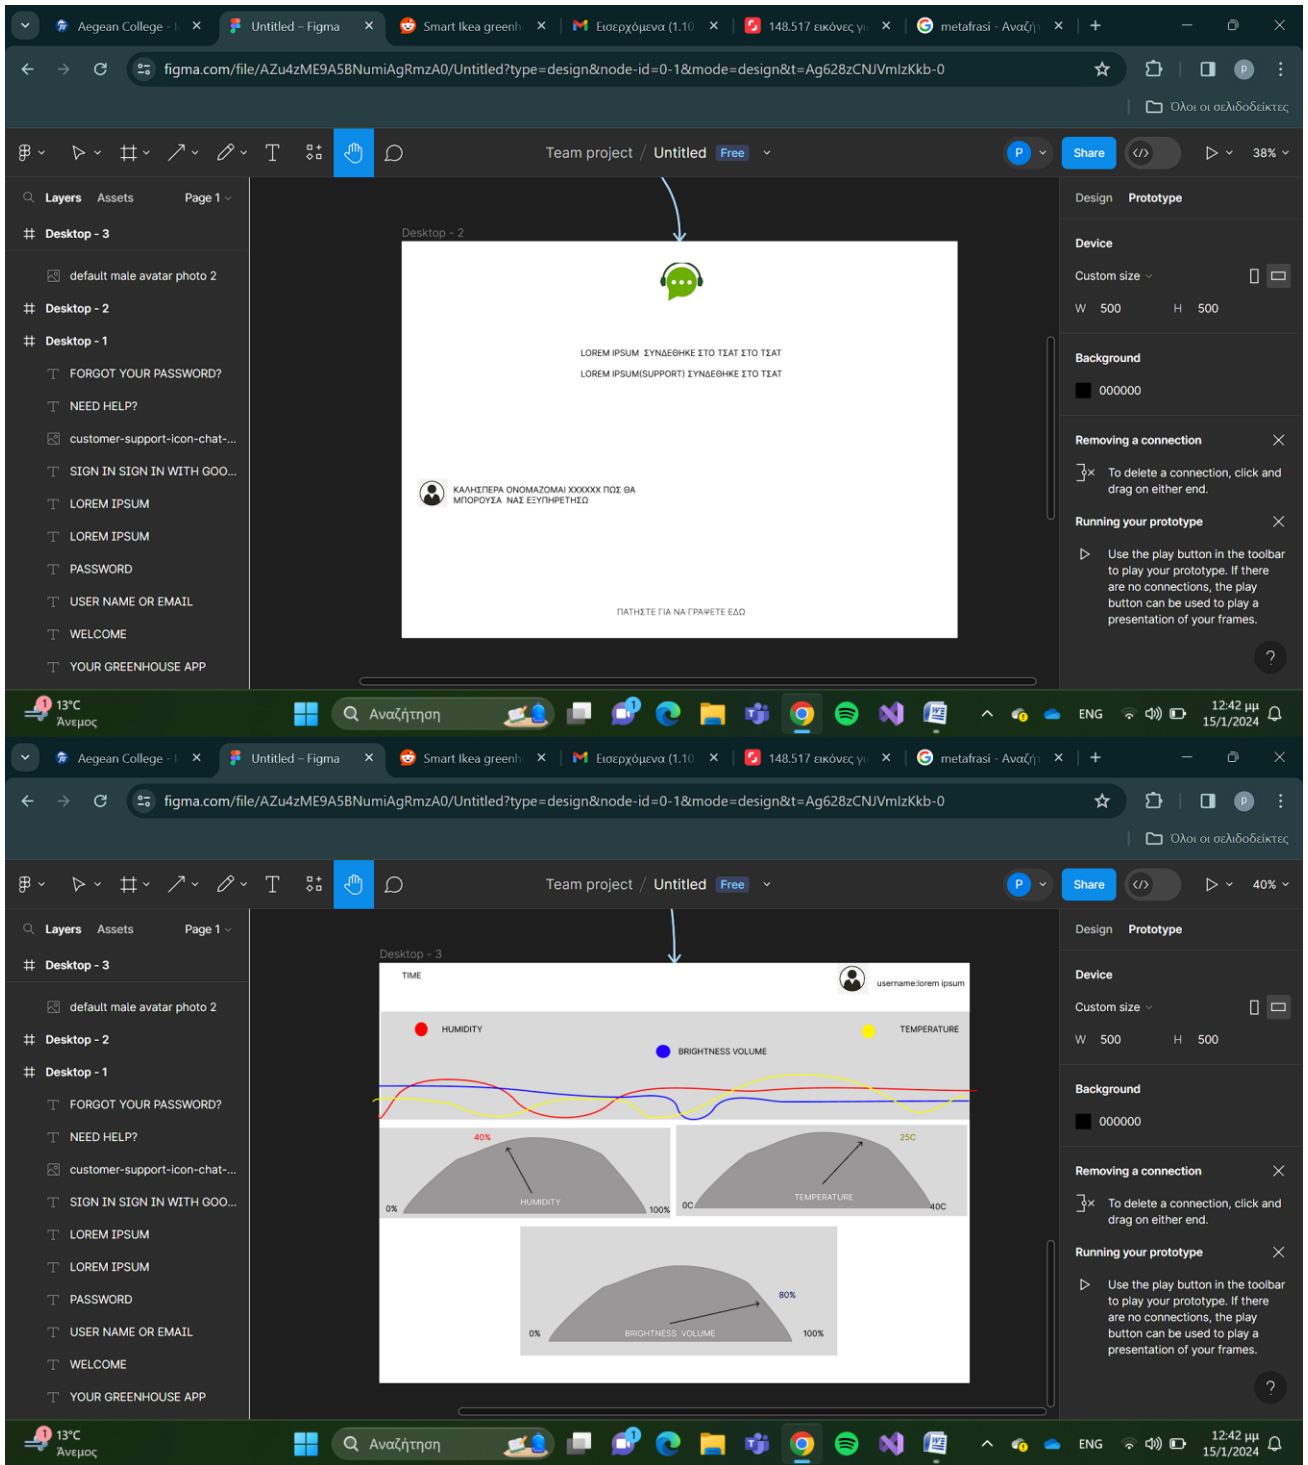 Aegean College - I
Untitled – Figma
Smart Ikea greenh
Εισερχόμενα (1.10
148.517 εικόνες γι
metafrasi - Αναζήτ
figma.com/file/AZu4zME9A5BNumiAgRmzA0/Untitled?type=design&node-id=0-1&mode=design&t=Ag628zCNJVmIzKkb-0
P
Όλοι οι σελιδοδείκτες
Team project / Untitled Free
P
Share
38%
Layers Assets Page 1
Design Prototype
Desktop - 3
default male avatar photo 2
Desktop - 2
Desktop - 1
FORGOT YOUR PASSWORD?
NEED HELP?
customer-support-icon-chat-...
SIGN IN SIGN IN WITH GOO...
LOREM IPSUM
LOREM IPSUM
PASSWORD
USER NAME OR EMAIL
WELCOME
YOUR GREENHOUSE APP
Desktop - 2
LOREM IPSUM ΣΥΝΔΕΘΗΚΕ ΣΤΟ ΤΣΑΤ ΣΤΟ ΤΣΑΤ
LOREM IPSUM(SUPPORT) ΣΥΝΔΕΘΗΚΕ ΣΤΟ ΤΣΑΤ
ΚΑΛΗΣΠΕΡΑ ΟΝΟΜΑΖΟΜΑΙ ΧΧΧΧΧΧ ΠΩΣ ΘΑ
ΜΠΟΡΟΥΣΑ ΝΑΣ ΕΞΥΠΗΡΕΤΗΣΩ
ΠΑΤΗΣΤΕ ΓΙΑ ΝΑ ΓΡΑΨΕΤΕ ΕΔΩ
Device
Custom size
W 500 H 500
Background
000000
Removing a connection
To delete a connection, click and
drag on either end.
Running your prototype
Use the play button in the toolbar
to play your prototype. If there
are no connections, the play
button can be used to play a
presentation of your frames.
?
1
13°C
Άνεμος
Αναζήτηση
1
ENG
12:42 μμ
15/1/2024
Aegean College - I
Untitled – Figma
Smart Ikea greenh
Εισερχόμενα (1.10
148.517 εικόνες γι
metafrasi - Αναζήτ
figma.com/file/AZu4zME9A5BNumiAgRmzA0/Untitled?type=design&node-id=0-1&mode=design&t=Ag628zCNJVmIzKkb-0
P
Όλοι οι σελιδοδείκτες
Team project / Untitled Free
P
Share
40%
Layers Assets Page 1
Design Prototype
Desktop - 3
default male avatar photo 2
Desktop - 2
Desktop - 1
FORGOT YOUR PASSWORD?
NEED HELP?
customer-support-icon-chat-...
SIGN IN SIGN IN WITH GOO...
LOREM IPSUM
LOREM IPSUM
PASSWORD
USER NAME OR EMAIL
WELCOME
YOUR GREENHOUSE APP
Desktop - 3
TIME
username:lorem ipsum
HUMIDITY
TEMPERATURE
BRIGHTNESS VOLUME
40%
HUMIDITY
0%
100%
25C
TEMPERATURE
0C
40C
80%
0%
BRIGHTNESS VOLUME
100%
Device
Custom size
W 500 H 500
Background
000000
Removing a connection
To delete a connection, click and
drag on either end.
Running your prototype
Use the play button in the toolbar
to play your prototype. If there
are no connections, the play
button can be used to play a
presentation of your frames.
?
1
13°C
Άνεμος
Αναζήτηση
1
ENG
12:42 μμ
15/1/2024